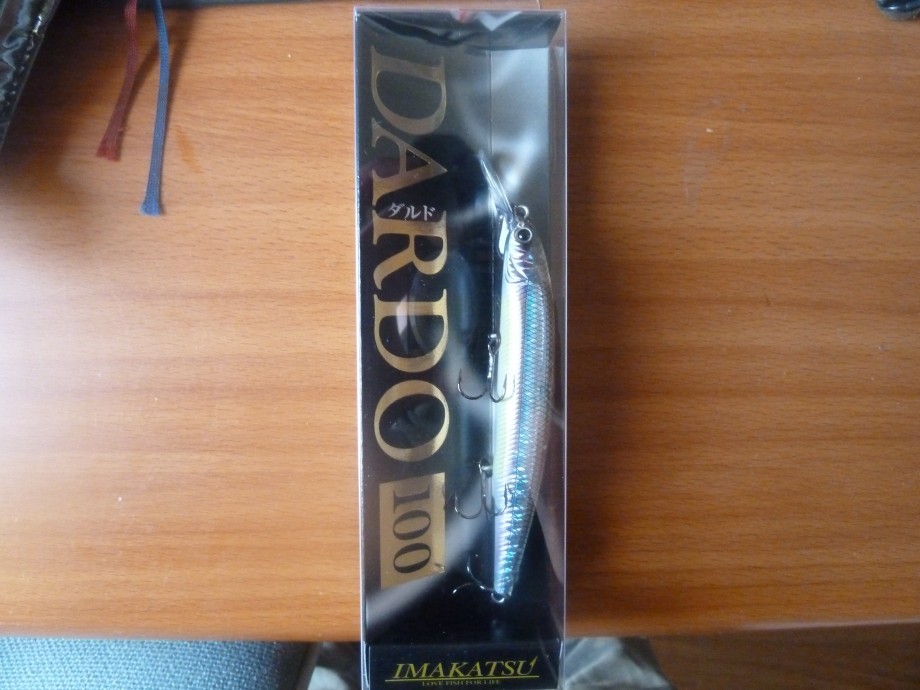 DARDO 100
ダルド
IMAKATSU
LOVE FISH FOR LIFE